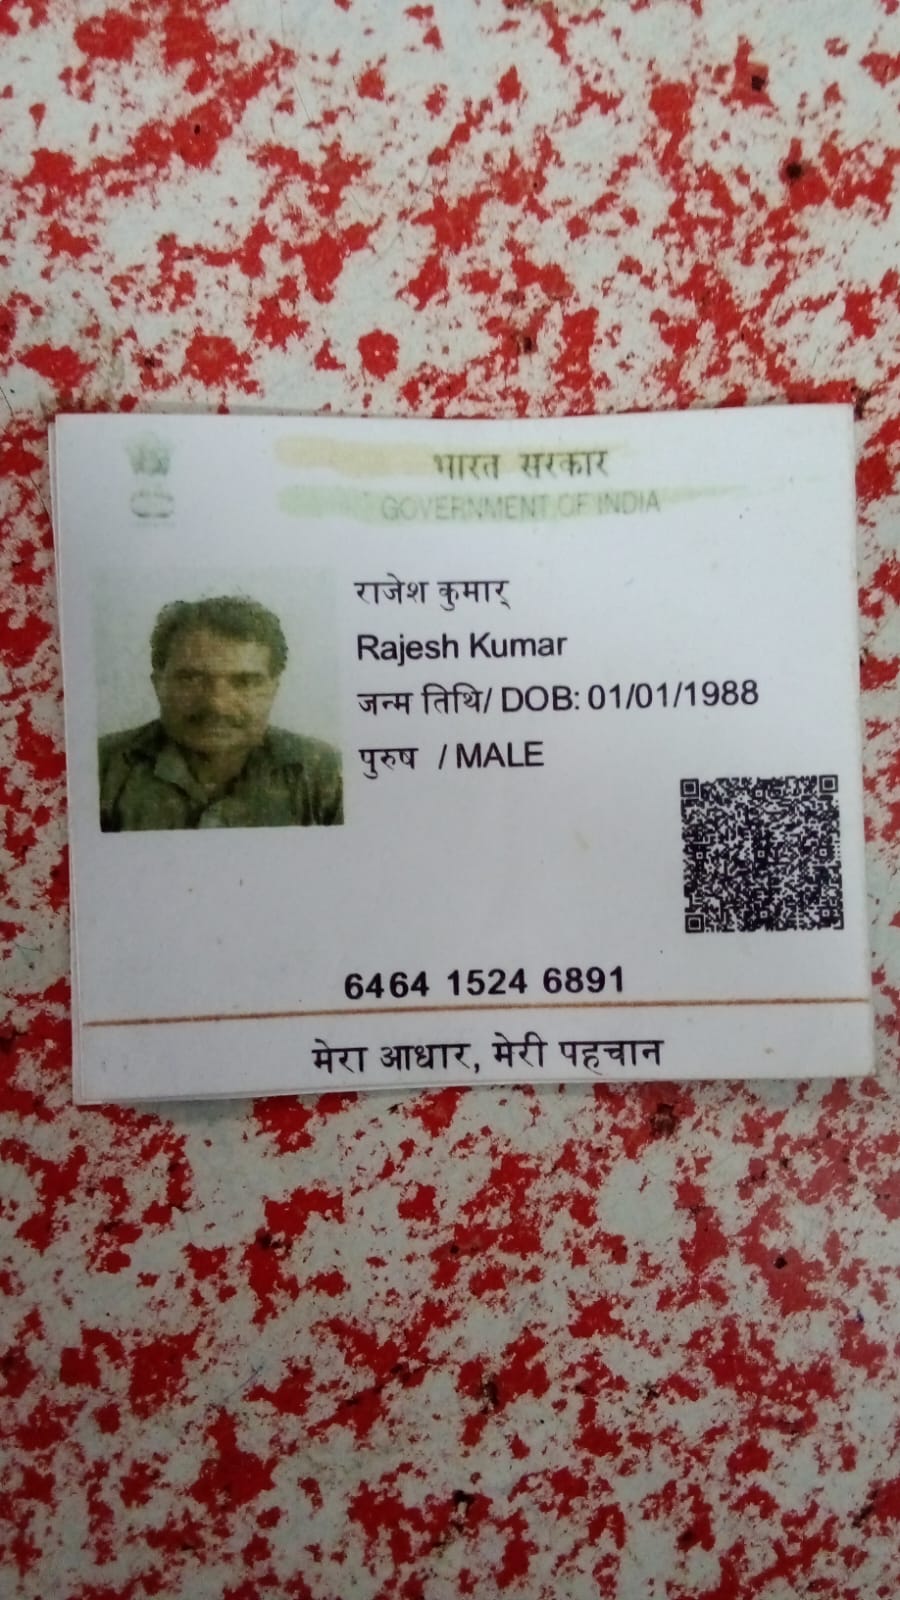 भारत सरकार
GOVERNMENT OF INDIA
राजेश कुमार्
Rajesh Kumar
जन्म तिथि/ DOB: 01/01/1988
पुरुष / MALE
6464 1524 6891
मेरा आधार, मेरी पहचान